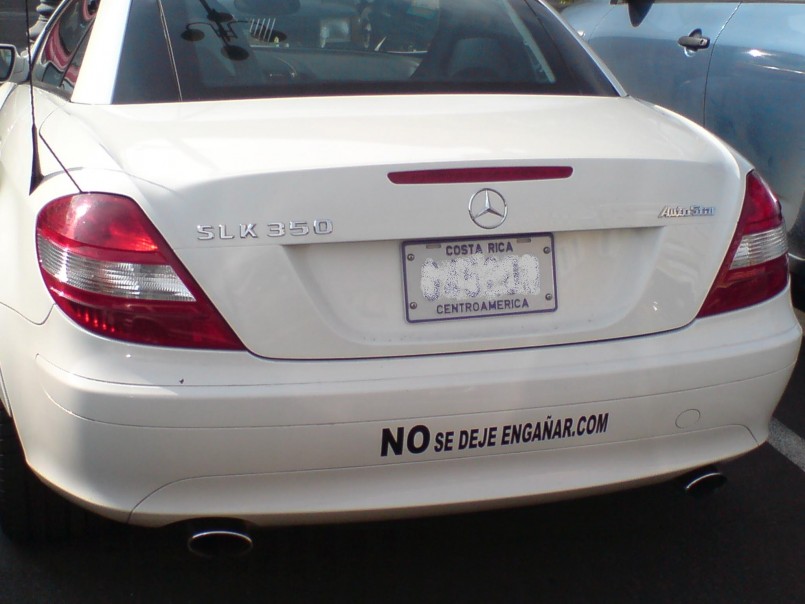 SLK 350
AutoStar
COSTA RICA
CENTROAMERICA
NO SE DEJE ENGAÑAR.COM